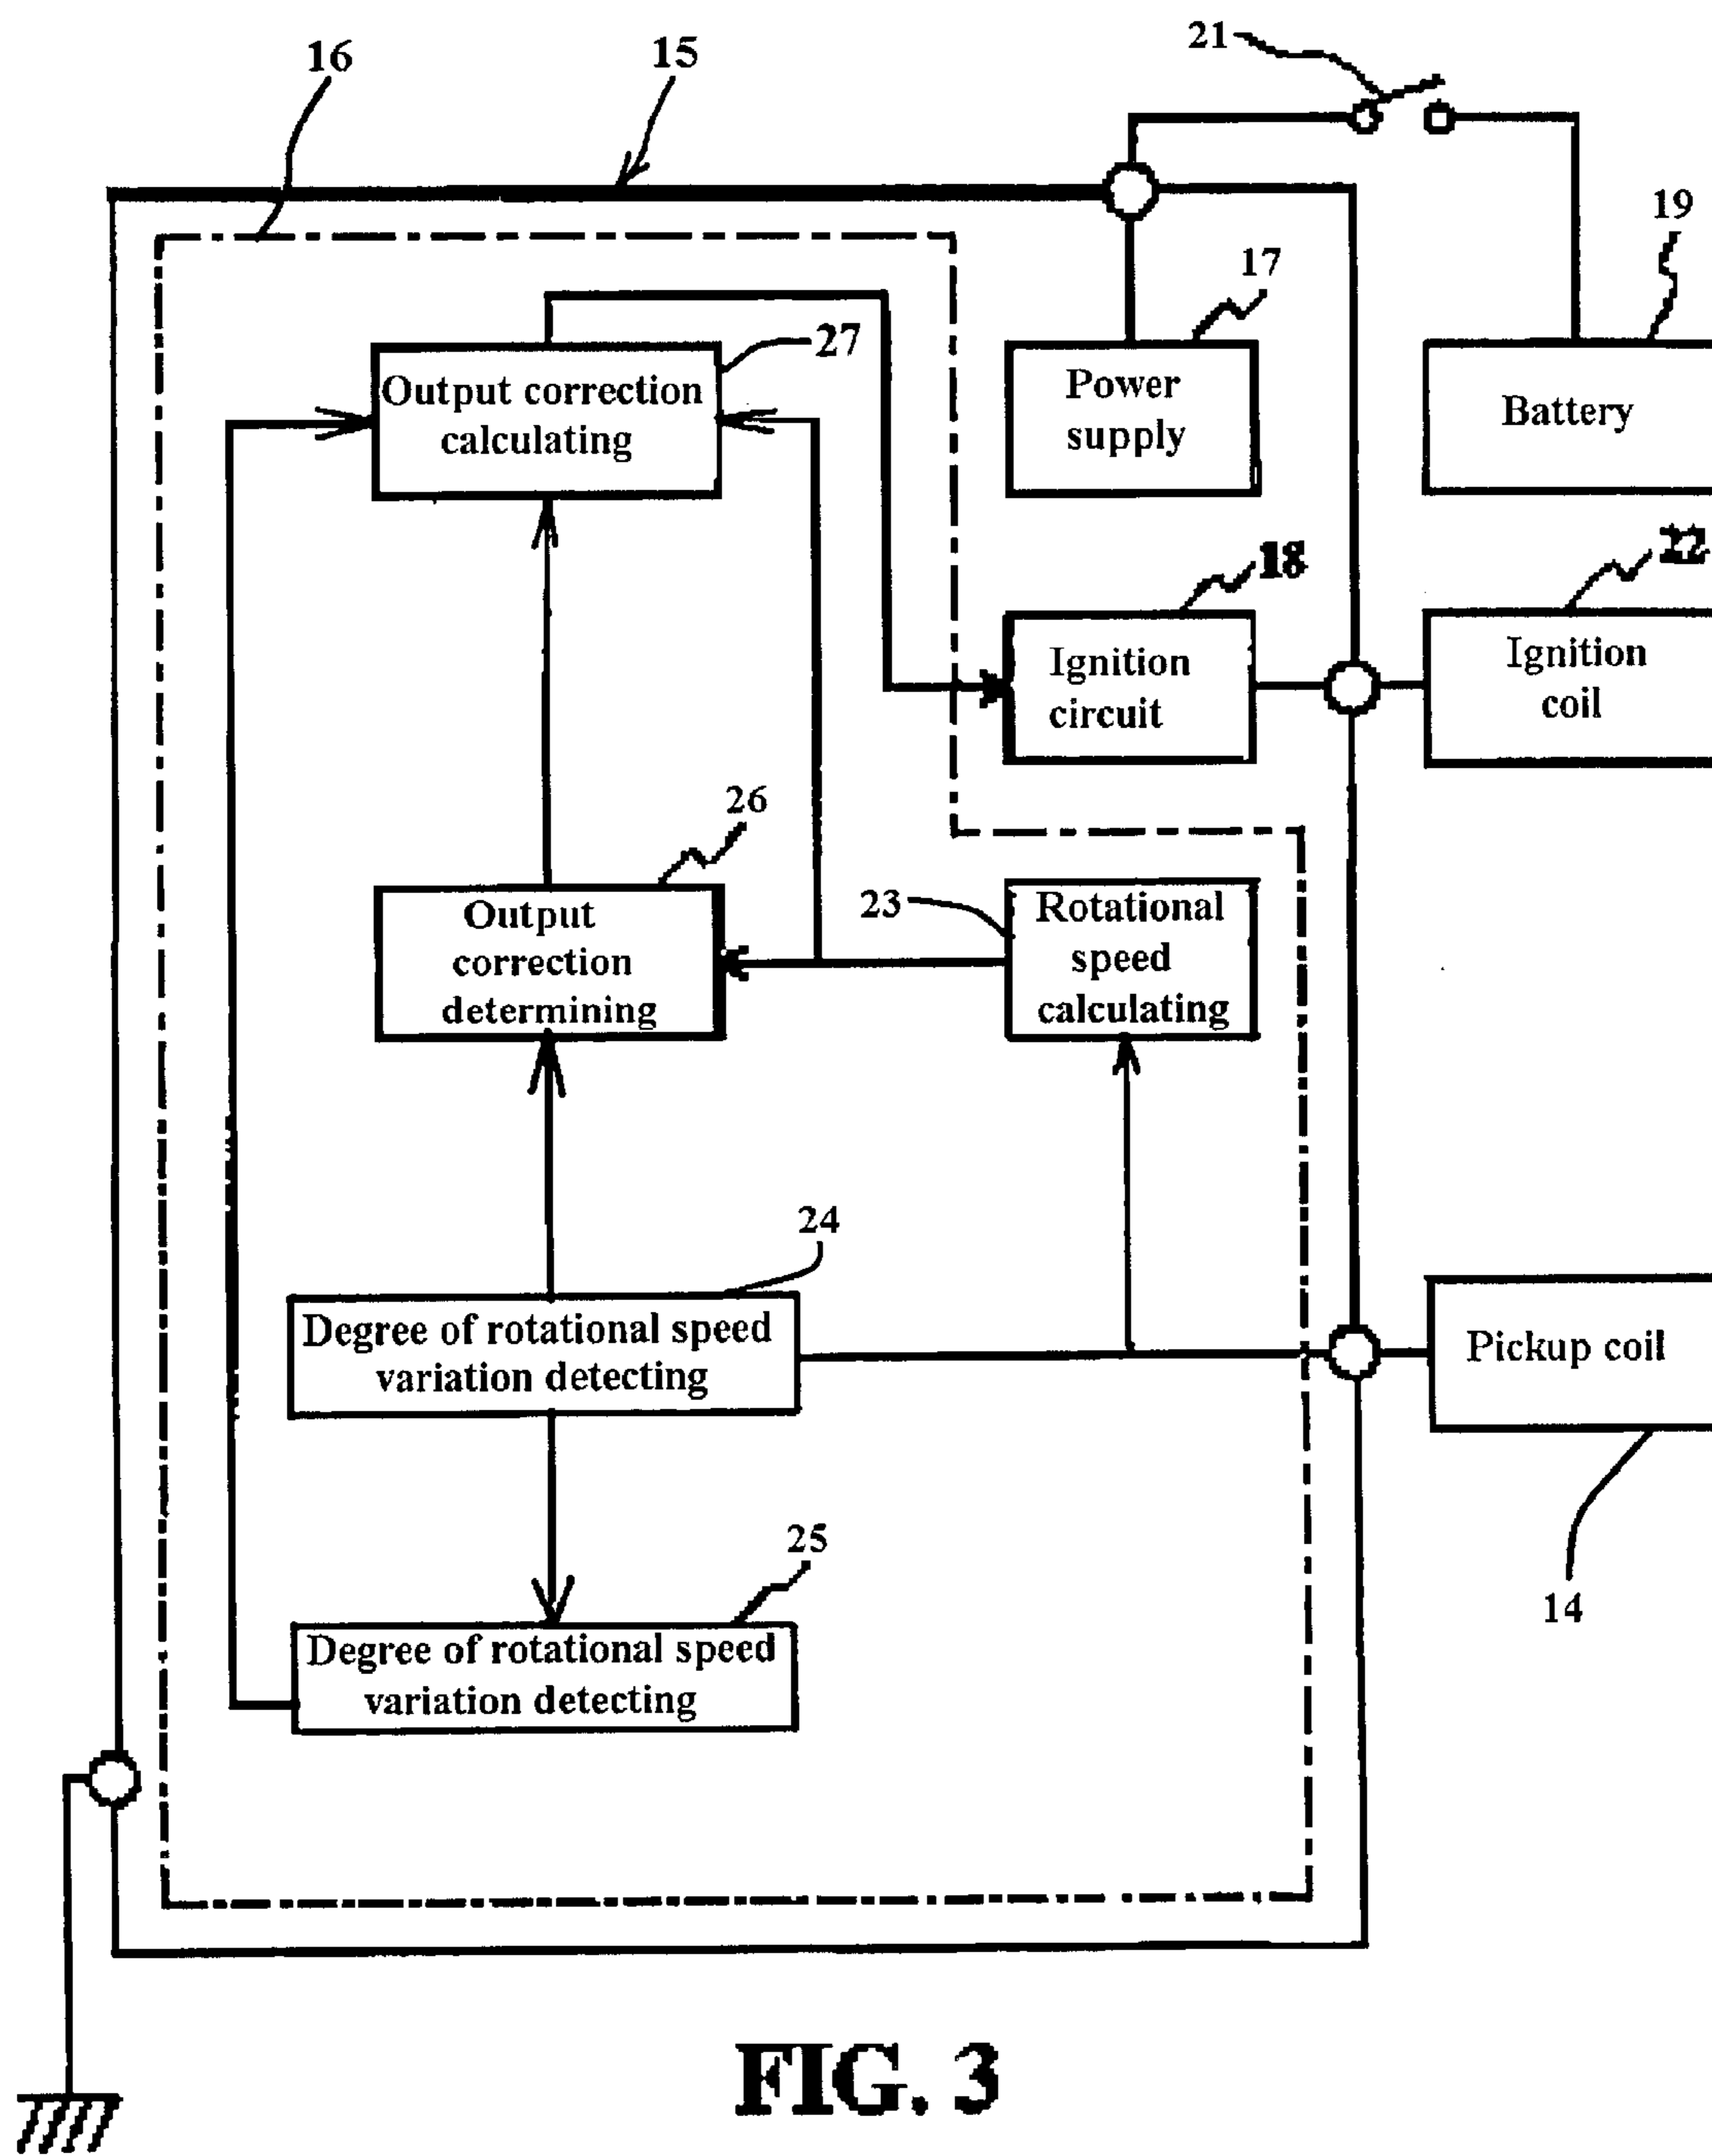 21
16
15
19
17
27
Output correction
calculating
Power
supply
Battery
18
22
Ignition
circuit
Ignition
coil
26
23
Output
correction
determining
Rotational
speed
calculating
24
Degree of rotational speed
variation detecting
Pickup coil
25
14
Degree of rotational speed
variation detecting
FIG. 3